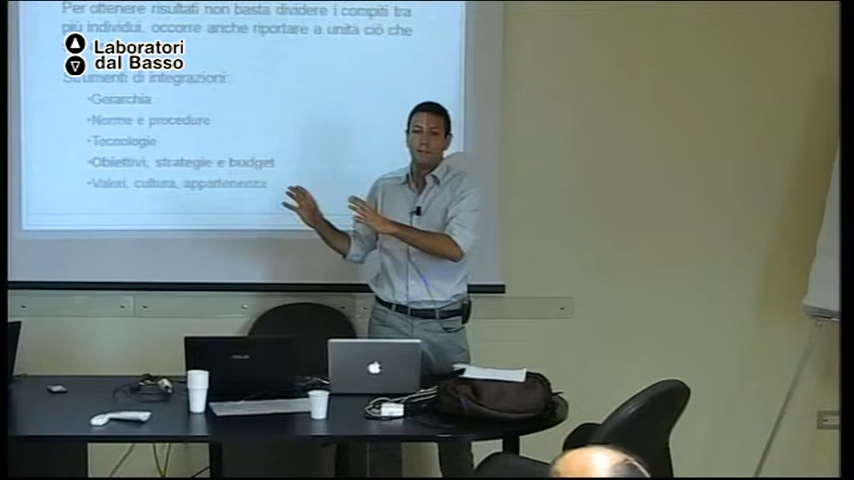 Per ottenere risultati non basta dividere i compiti tra
più individui, occorre anche riportare a unità ciò che
Laboratori
dal Basso
Strumenti di integrazioni:
•Gerarchia
•Norme e procedure
•Tecnologie
•Obiettivi, strategie e budget
•Valori, cultura, appartenenza